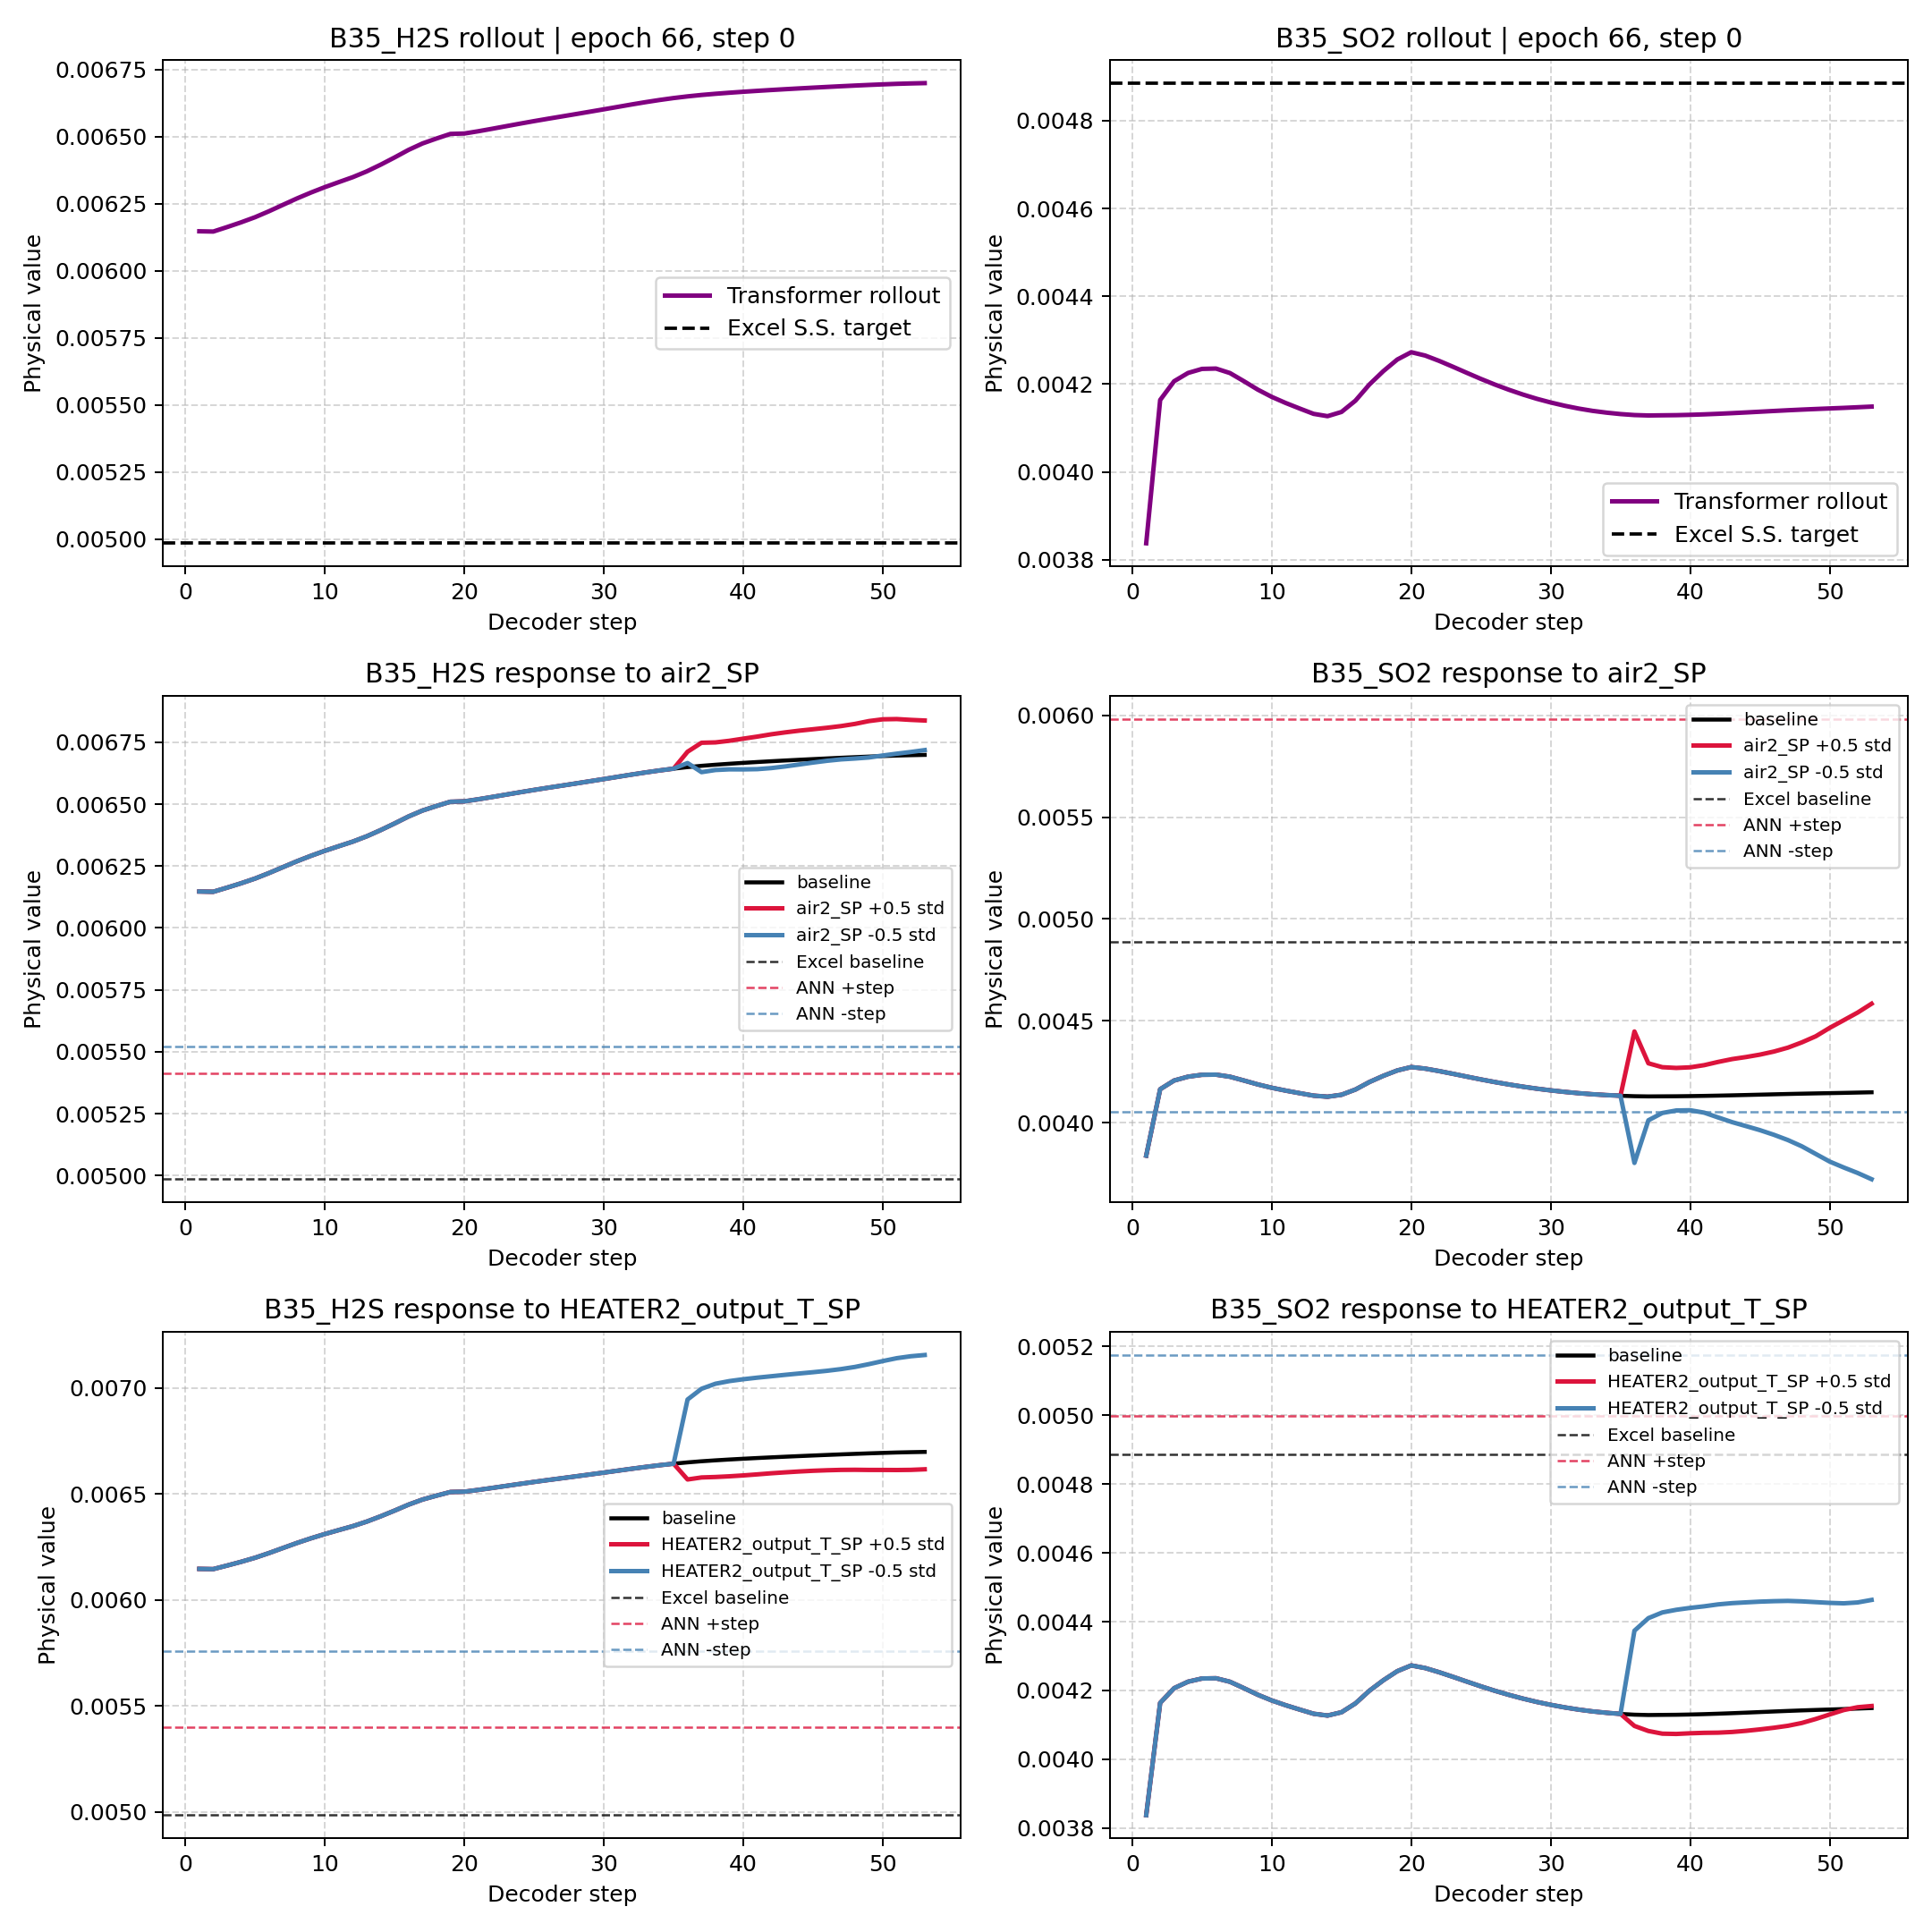 B35_H2S rollout | epoch 66, step 0
Physical value
0.00675
0.00650
0.00625
0.00600
0.00575
0.00550
0.00525
0.00500
Transformer rollout
Excel S.S. target
0 10 20 30 40 50
Decoder step
B35_SO2 rollout | epoch 66, step 0
Physical value
0.0048
0.0046
0.0044
0.0042
0.0040
0.0038
Transformer rollout
Excel S.S. target
0 10 20 30 40 50
Decoder step
B35_H2S response to air2_SP
Physical value
0.00675
0.00650
0.00625
0.00600
0.00575
0.00550
0.00525
0.00500
baseline
air2_SP +0.5 std
air2_SP -0.5 std
Excel baseline
ANN +step
ANN -step
0 10 20 30 40 50
Decoder step
B35_SO2 response to air2_SP
Physical value
0.0060
0.0055
0.0050
0.0045
0.0040
baseline
air2_SP +0.5 std
air2_SP -0.5 std
Excel baseline
ANN +step
ANN -step
0 10 20 30 40 50
Decoder step
B35_H2S response to HEATER2_output_T_SP
Physical value
0.0070
0.0065
0.0060
0.0055
0.0050
baseline
HEATER2_output_T_SP +0.5 std
HEATER2_output_T_SP -0.5 std
Excel baseline
ANN +step
ANN -step
0 10 20 30 40 50
Decoder step
B35_SO2 response to HEATER2_output_T_SP
Physical value
0.0052
0.0050
0.0048
0.0046
0.0044
0.0042
0.0040
0.0038
baseline
HEATER2_output_T_SP +0.5 std
HEATER2_output_T_SP -0.5 std
Excel baseline
ANN +step
ANN -step
0 10 20 30 40 50
Decoder step